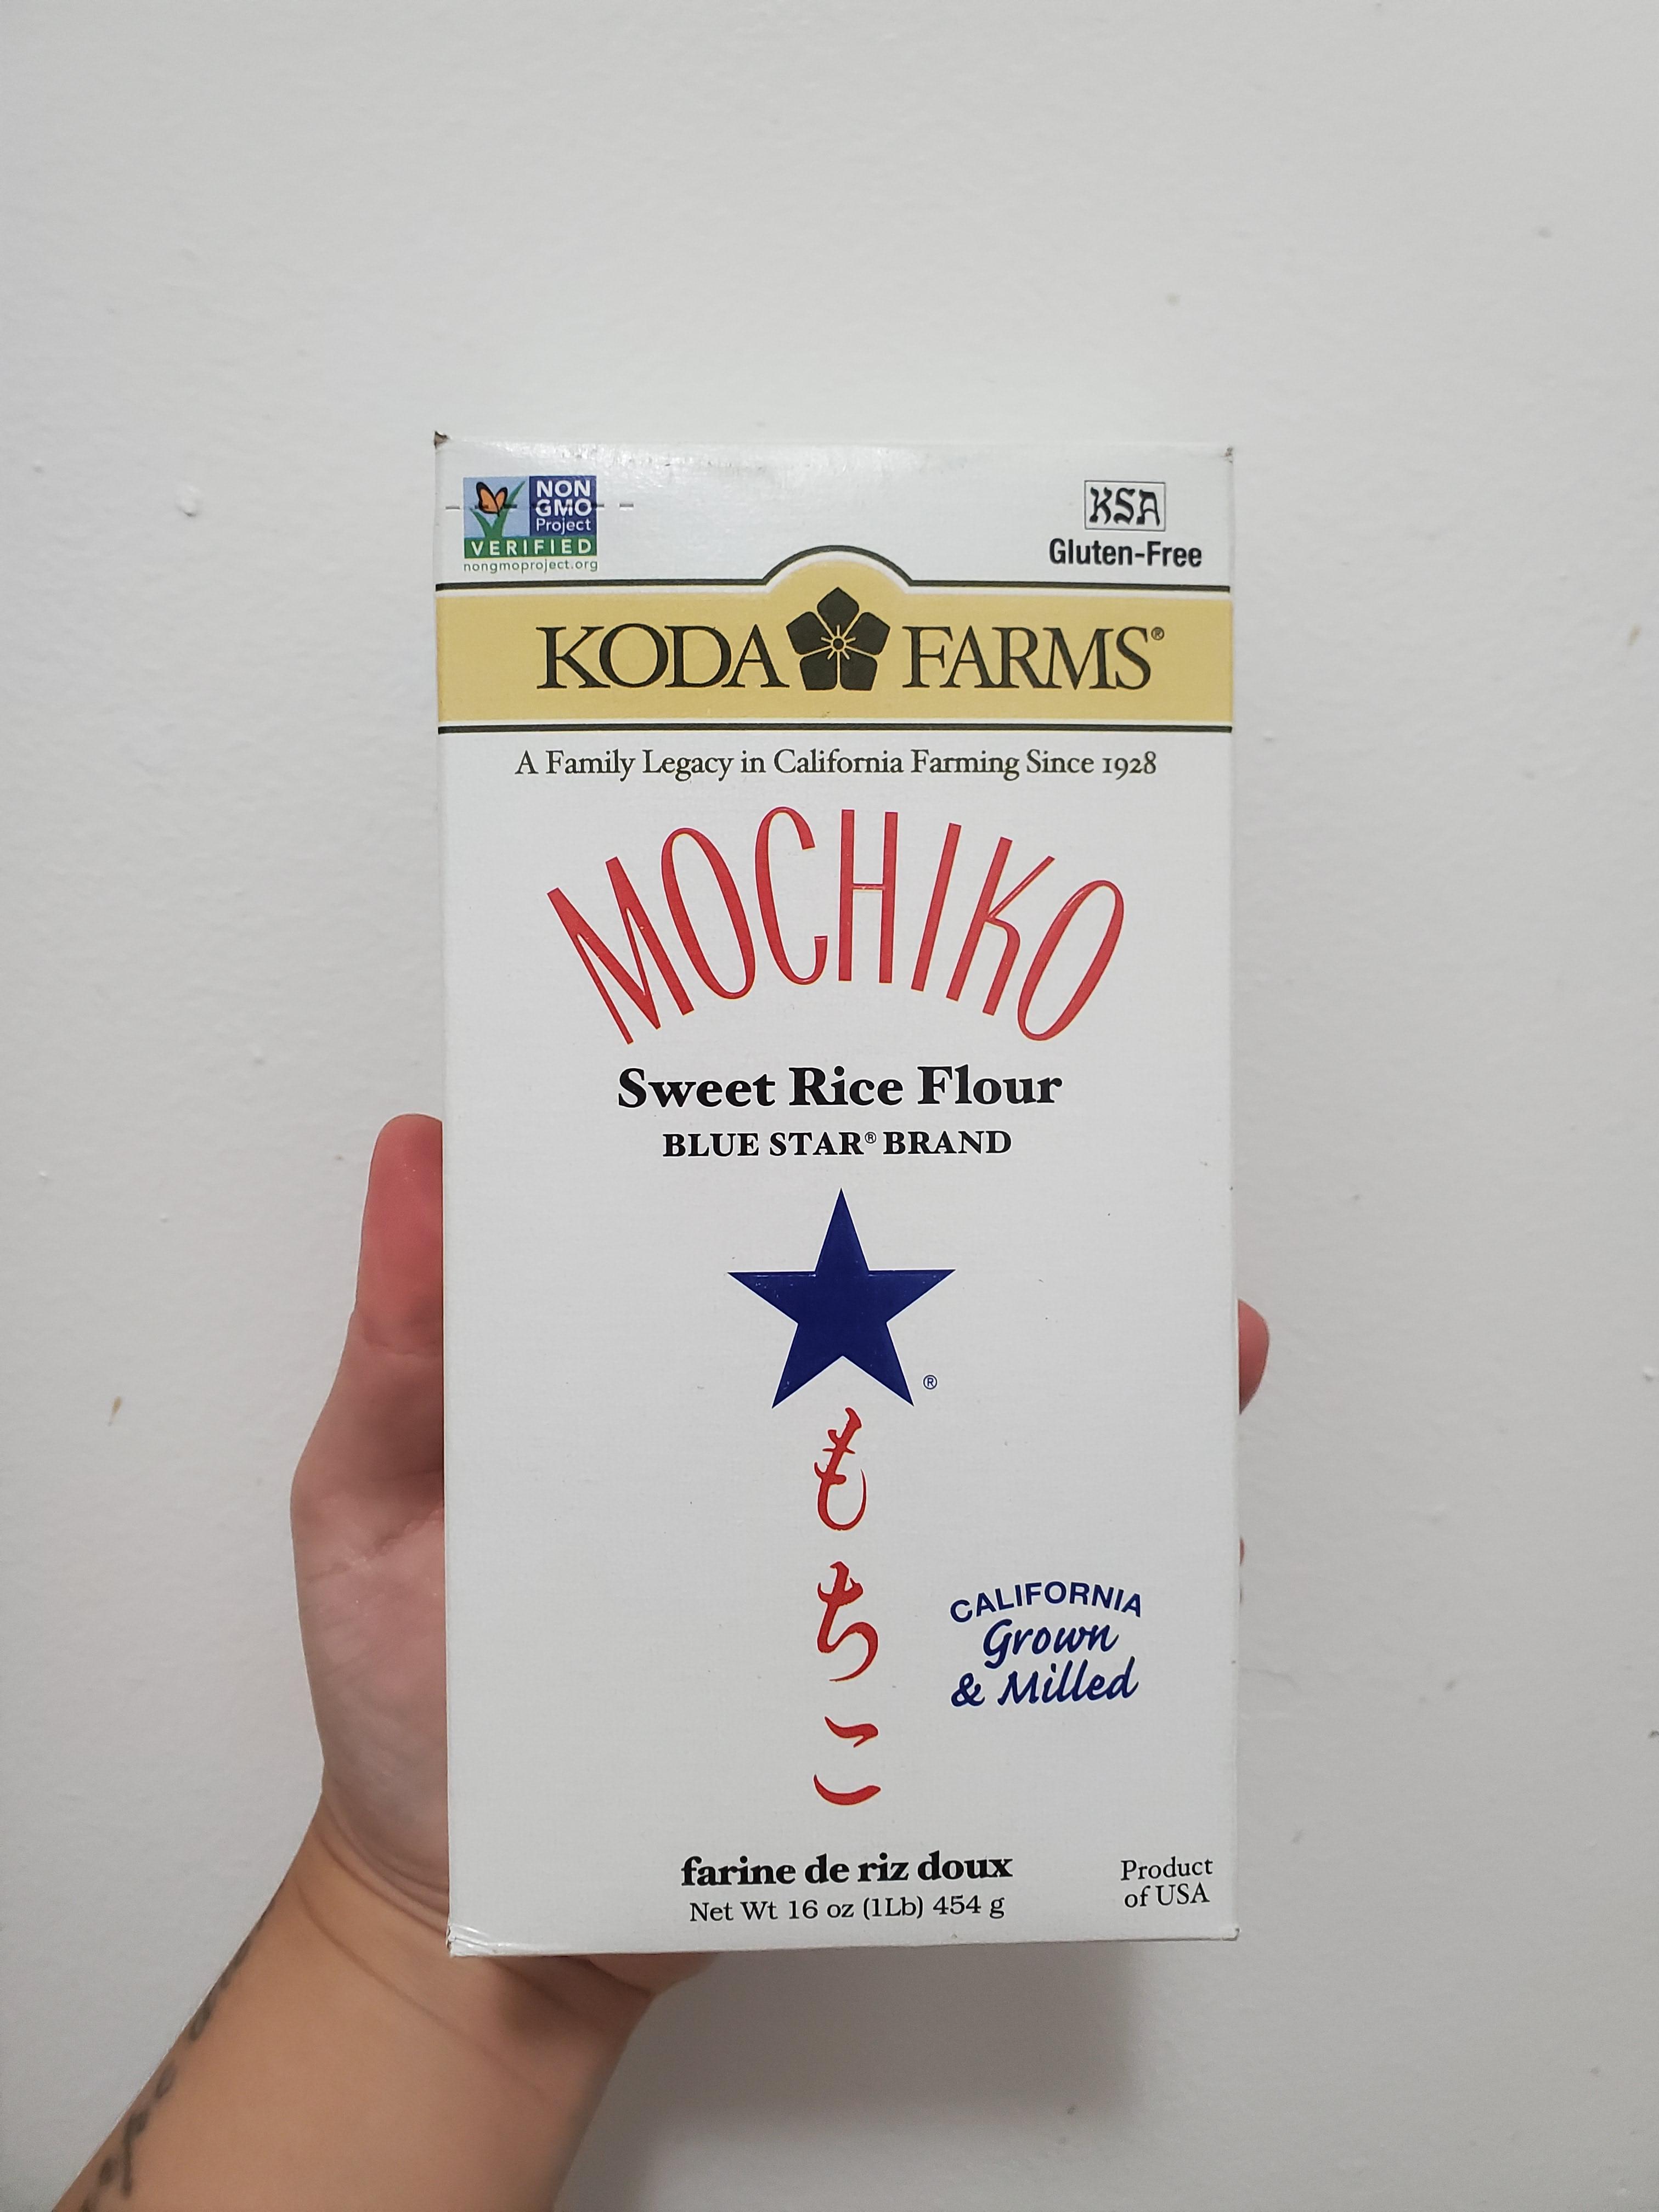 NON
GMO
Project
VERIFIED
nongmoproject.org
KSA
Gluten-Free
KODA FARMS®
A Family Legacy in California Farming Since 1928
MOCHIKO
Sweet Rice Flour
BLUE STAR® BRAND
®
もちこ
CALIFORNIA
Grown
& Milled
farine de riz doux
Net Wt 16 oz (1Lb) 454 g
Product
of USA